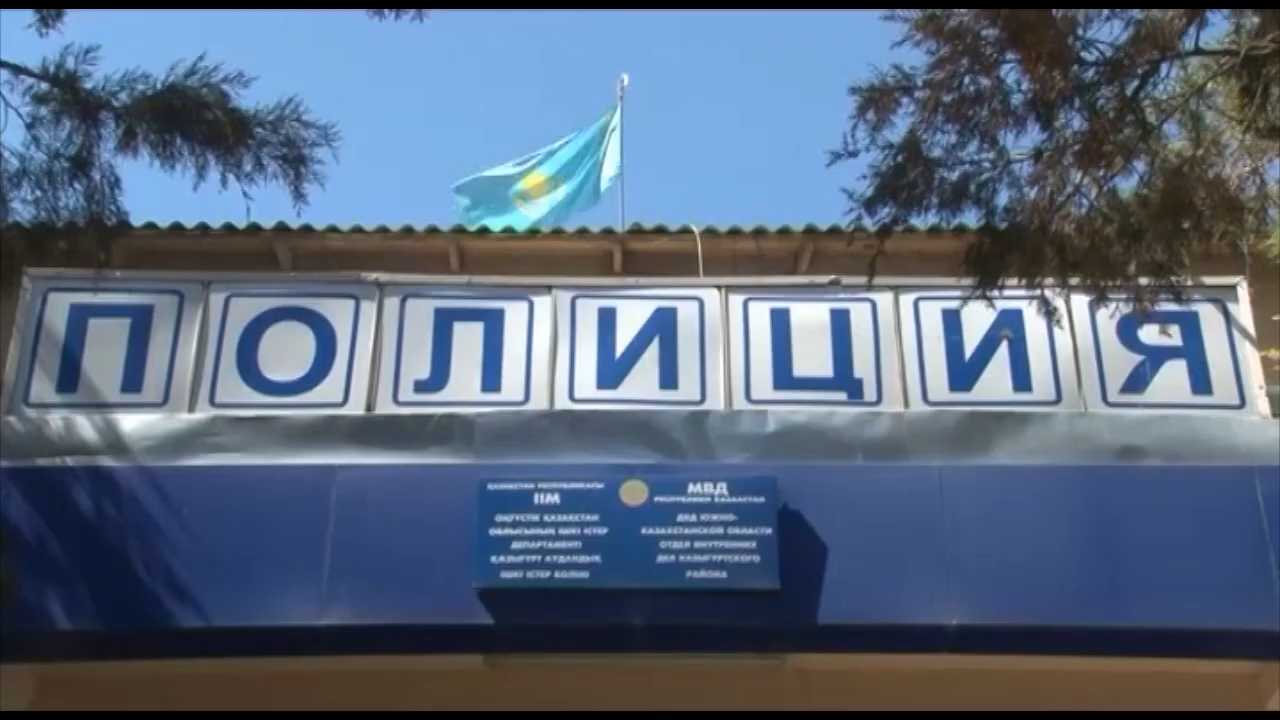 ПОЛИЦИЯ
ҚАЗАҚСТАН РЕСПУБЛИКАСЫ
ІІМ
ОҢТҮСТІК ҚАЗАҚСТАН
ОБЛЫСЫНЫҢ ІШКІ ІСТЕР
ДЕПАРТАМЕНТІ
ҚАЗЫҒУРТ АУДАНДЫҚ
ІШКІ ІСТЕР БӨЛІМІ
МВД
РЕСПУБЛИКИ КАЗАХСТАН
ДВД ЮЖНО-
КАЗАХСТАНСКОЙ ОБЛАСТИ
ОТДЕЛ ВНУТРЕННИХ
ДЕЛ КАЗЫГУРТСКОГО
РАЙОНА